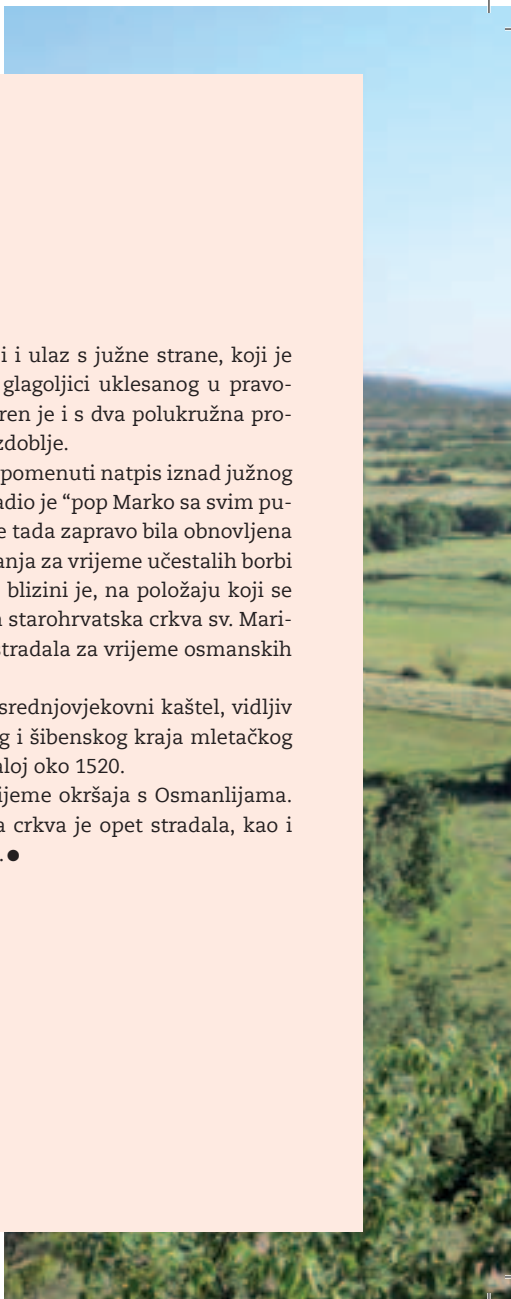 i i ulaz s južne strane, koji je
glagoljici uklesanog u pravo-
ren je i s dva polukružna pro-
zdoblje.
pomenuti natpis iznad južnog
adio je “pop Marko sa svim pu-
e tada zapravo bila obnovljena
anja za vrijeme učestalih borbi
blizini je, na položaju koji se
starohrvatska crkva sv. Mari-
stradala za vrijeme osmanskih
srednjovjekovni kaštel, vidljiv
g i šibenskog kraja mletačkog
aloj oko 1520.
ijeme okršaja s Osmanlijama.
a crkva je opet stradala, kao i
.●